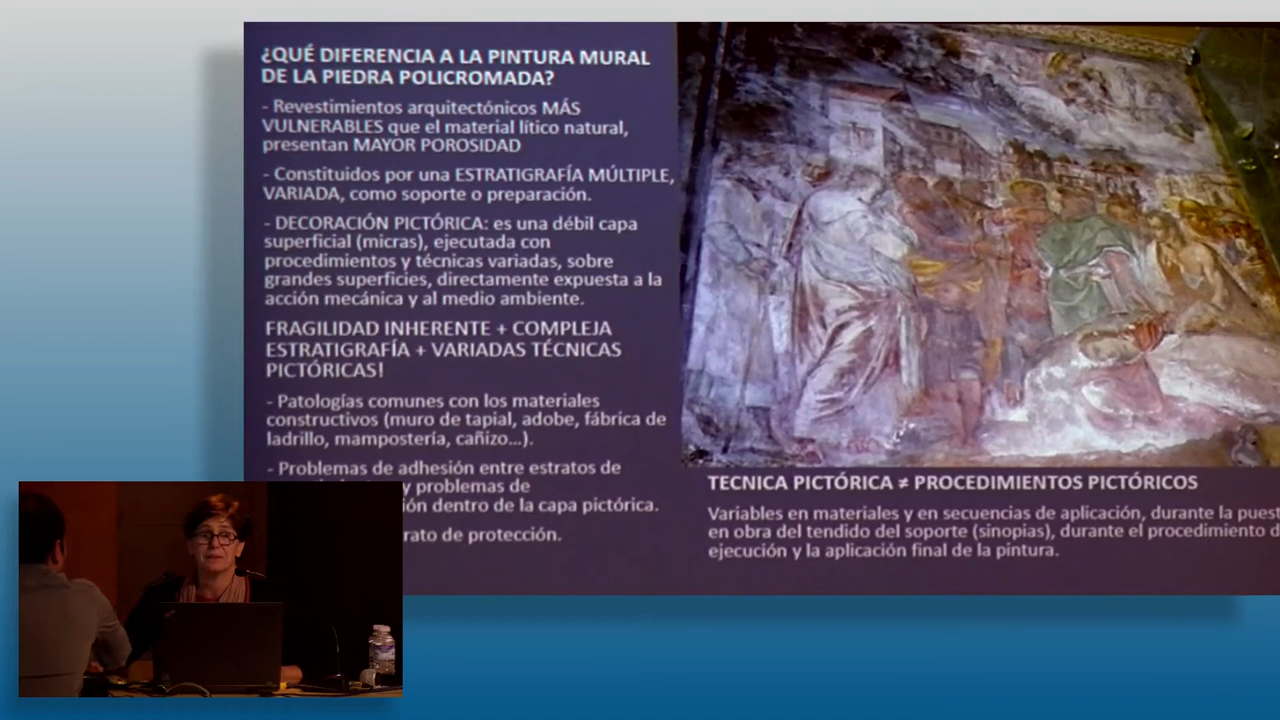 ¿QUÉ DIFERENCIA A LA PINTURA MURAL
DE LA PIEDRA POLICROMADA?
- Revestimientos arquitectónicos MÁS
VULNERABLES que el material lítico natural,
presentan MAYOR POROSIDAD
- Constituidos por una ESTRATIGRAFÍA MÚLTIPLE,
VARIADA, como soporte o preparación.
- DECORACIÓN PICTÓRICA: es una débil capa
superficial (micras), ejecutada con
procedimientos y técnicas variadas, sobre
grandes superficies, directamente expuesta a la
acción mecánica y al medio ambiente.
FRAGILIDAD INHERENTE + COMPLEJA
ESTRATIGRAFÍA + VARIADAS TÉCNICAS
PICTÓRICAS!
- Patologías comunes con los materiales
constructivos (muro de tapial, adobe, fábrica de
ladrillo, mampostería, cañizo...).
- Problemas de adhesión entre estratos de
y problemas de
ión dentro de la capa pictórica.
rato de protección.
TECNICA PICTÓRICA ≠ PROCEDIMIENTOS PICTÓRICOS
Variables en materiales y en secuencias de aplicación, durante la puest
en obra del tendido del soporte (sinopias), durante el procedimiento d
ejecución y la aplicación final de la pintura.